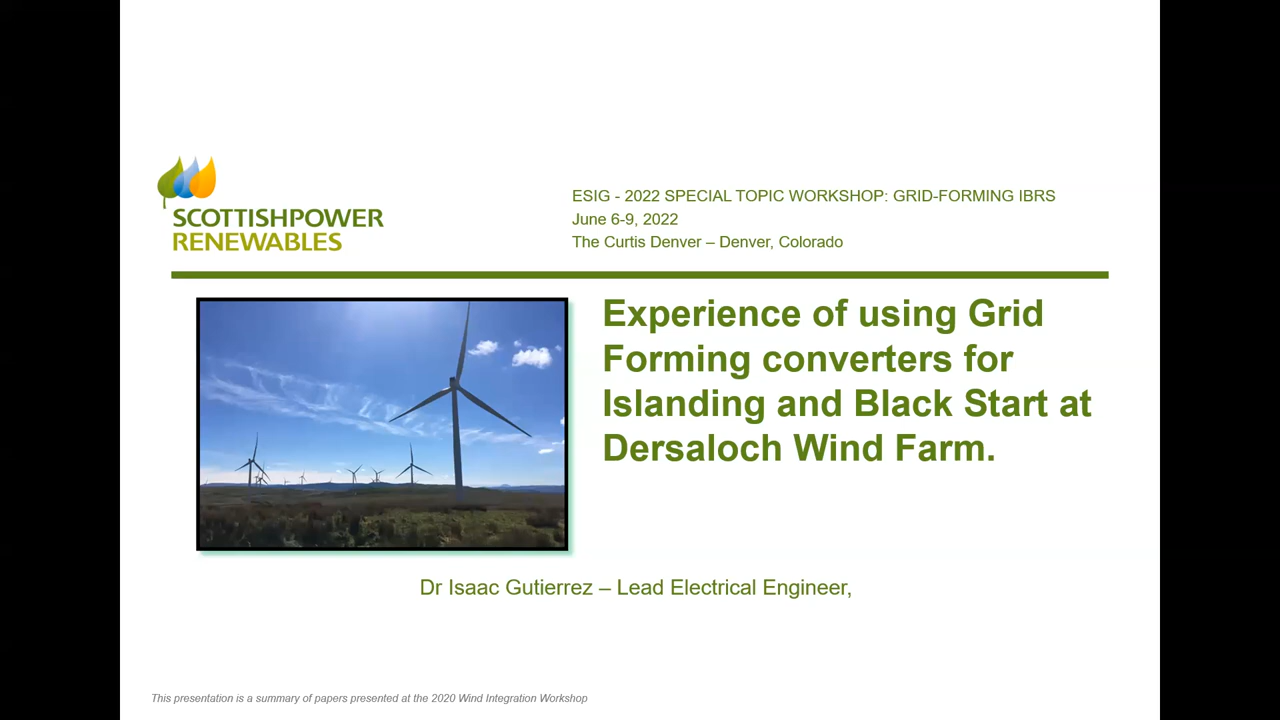 SCOTTISHPOWER
RENEWABLES
ESIG - 2022 SPECIAL TOPIC WORKSHOP: GRID-FORMING IBRS
June 6-9, 2022
The Curtis Denver – Denver, Colorado
Experience of using Grid
Forming converters for
Islanding and Black Start at
Dersaloch Wind Farm.
Dr Isaac Gutierrez – Lead Electrical Engineer,
This presentation is a summary of papers presented at the 2020 Wind Integration Workshop